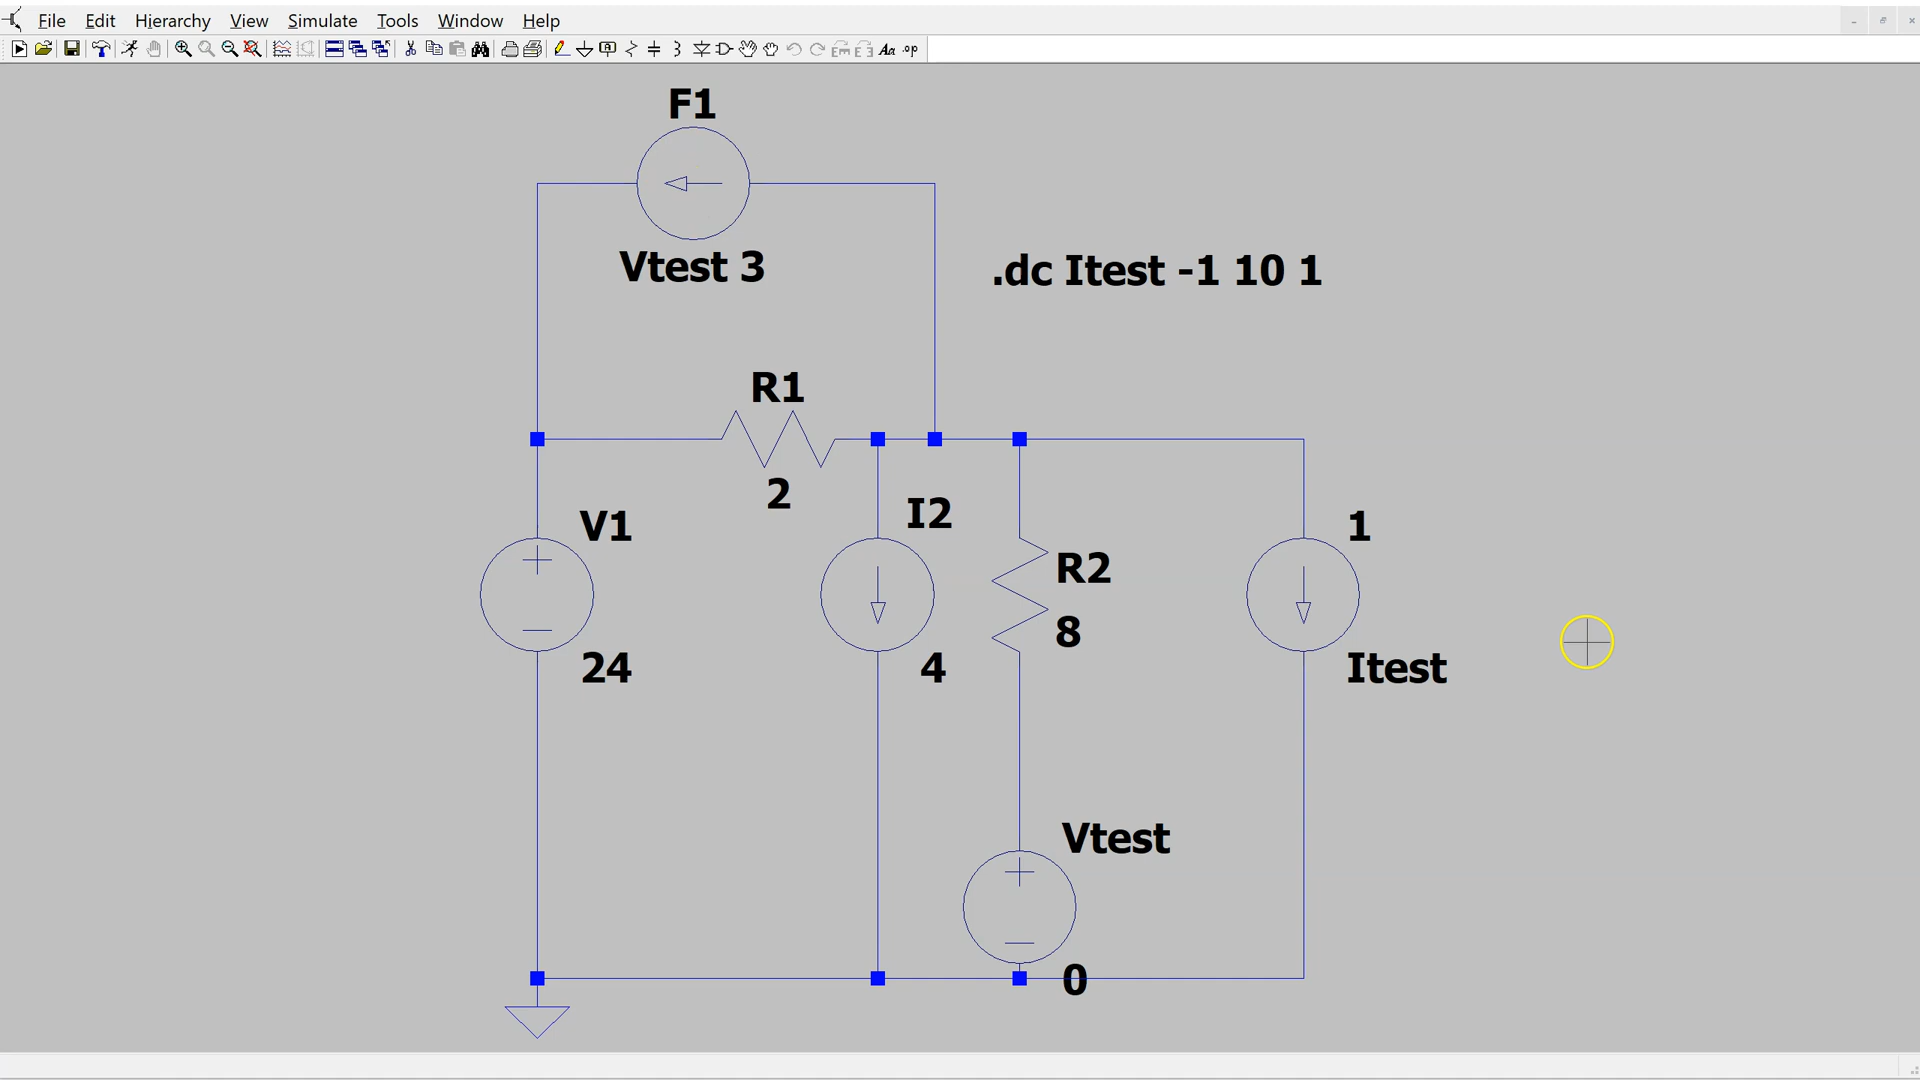 File Edit Hierarchy View Simulate Tools Window Help
F1
Vtest 3
.dc Itest -1 10 1
R1
2
V1
24
I2
4
R2
8
1
Itest
Vtest
0